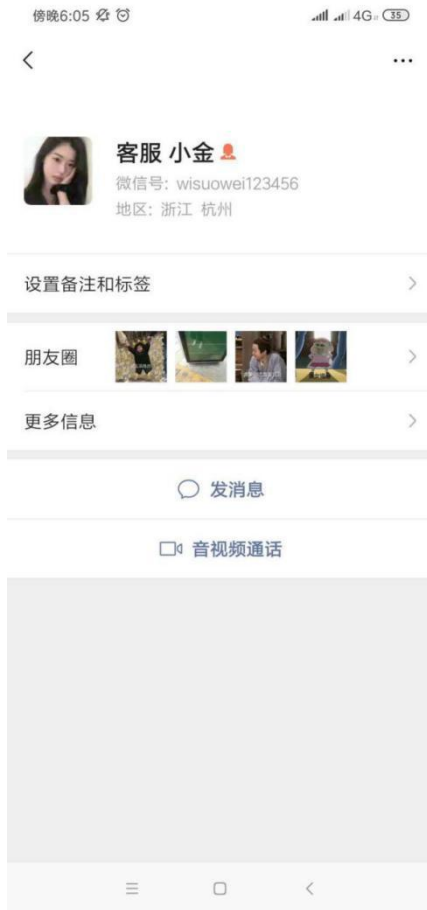 傍晚6:05 4G 35
客服 小金
微信号: wisuowei123456
地区: 浙江 杭州
设置备注和标签
朋友圈
更多信息
发消息
音视频通话